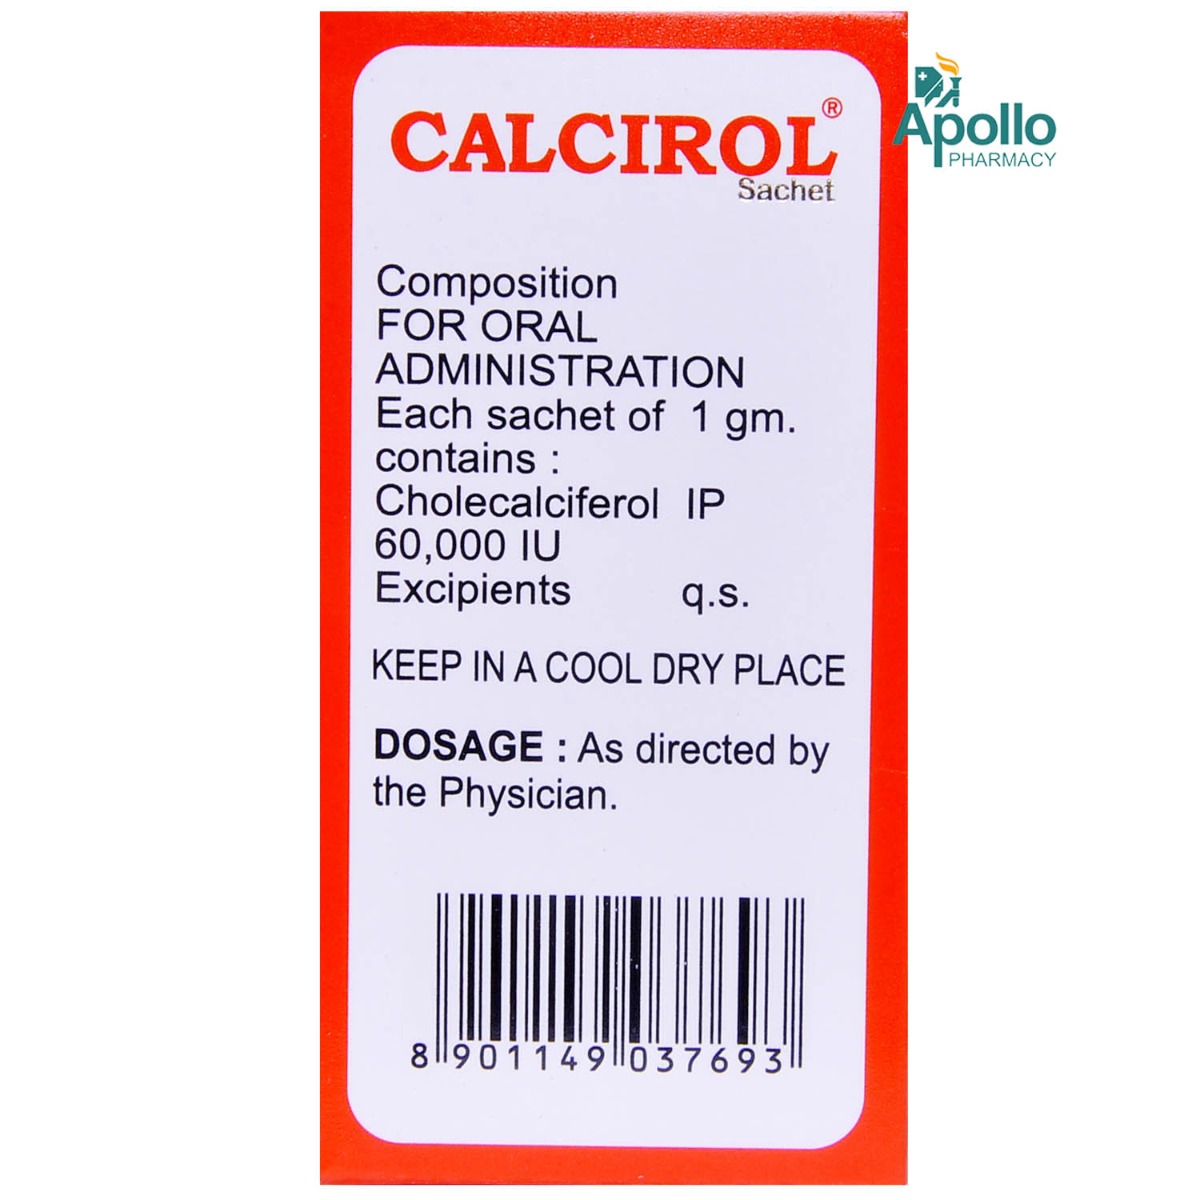 CALCIROL®
Sachet
Apollo
PHARMACY
Composition
FOR ORAL
ADMINISTRATION
Each sachet of 1 gm.
contains :
Cholecalciferol IP
60,000 IU
Excipients q.s.
KEEP IN A COOL DRY PLACE
DOSAGE : As directed by
the Physician.
8 901149 037693